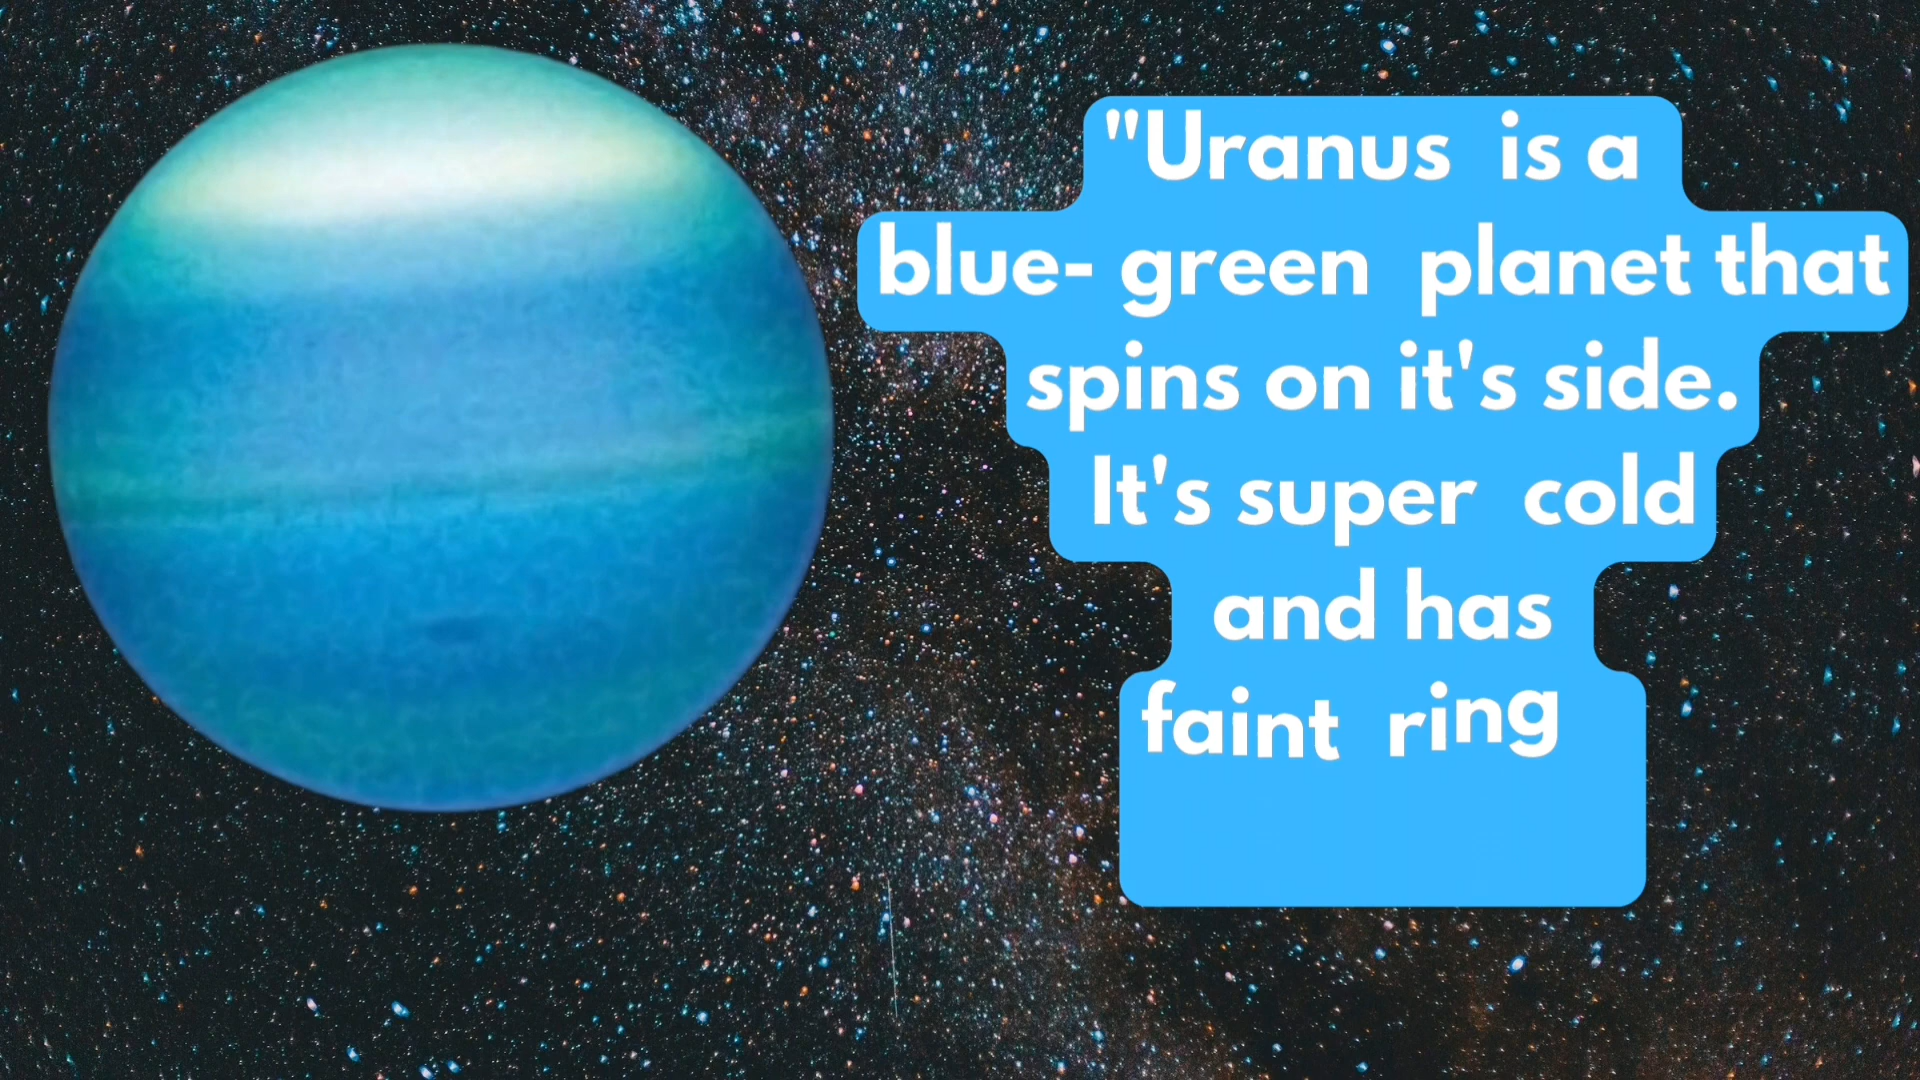 "Uranus is a
blue- green planet that
spins on it's side.
It's super cold
and has
faint ring